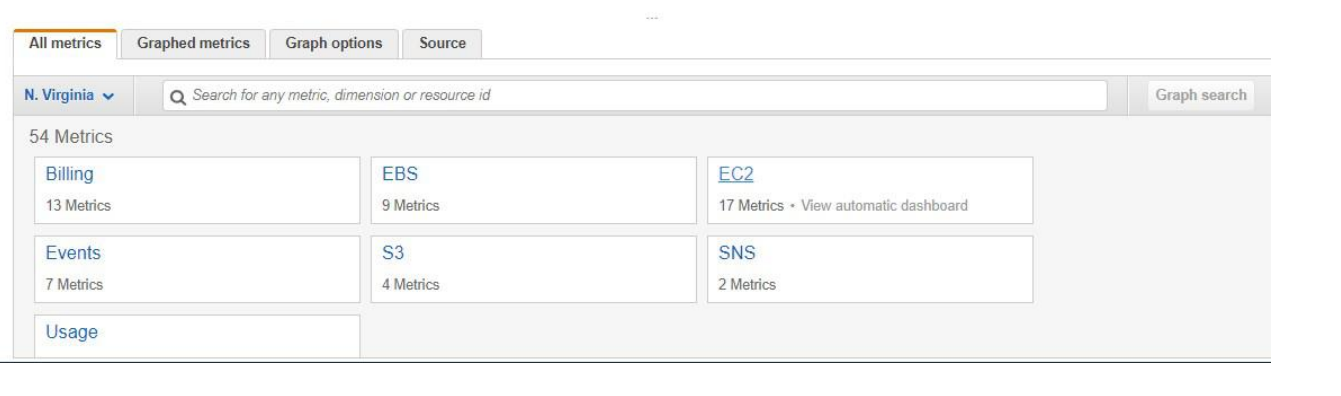 ...
All metrics Graphed metrics Graph options Source
N. Virginia Search for any metric, dimension or resource id Graph search
54 Metrics
Billing EBS EC2
13 Metrics 9 Metrics 17 Metrics • View automatic dashboard
Events S3 SNS
7 Metrics 4 Metrics 2 Metrics
Usage